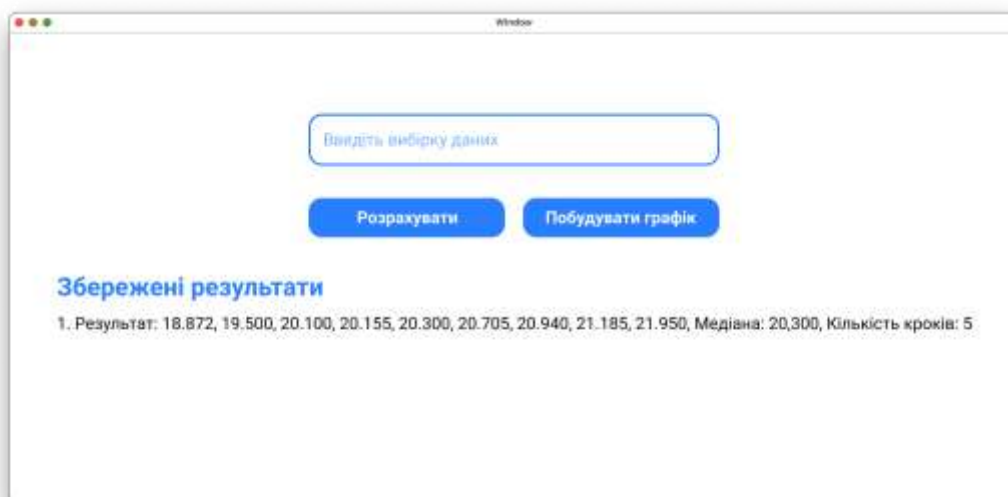 Window
Введіть вибірку даних
Розрахувати
Побудувати графік
Збережені результати
1. Результат: 18.872, 19.500, 20.100, 20.155, 20.300, 20.705, 20.940, 21.185, 21.950, Медіана: 20,300, Кількість кроків: 5